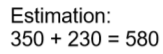 Estimation:
350 + 230 = 580